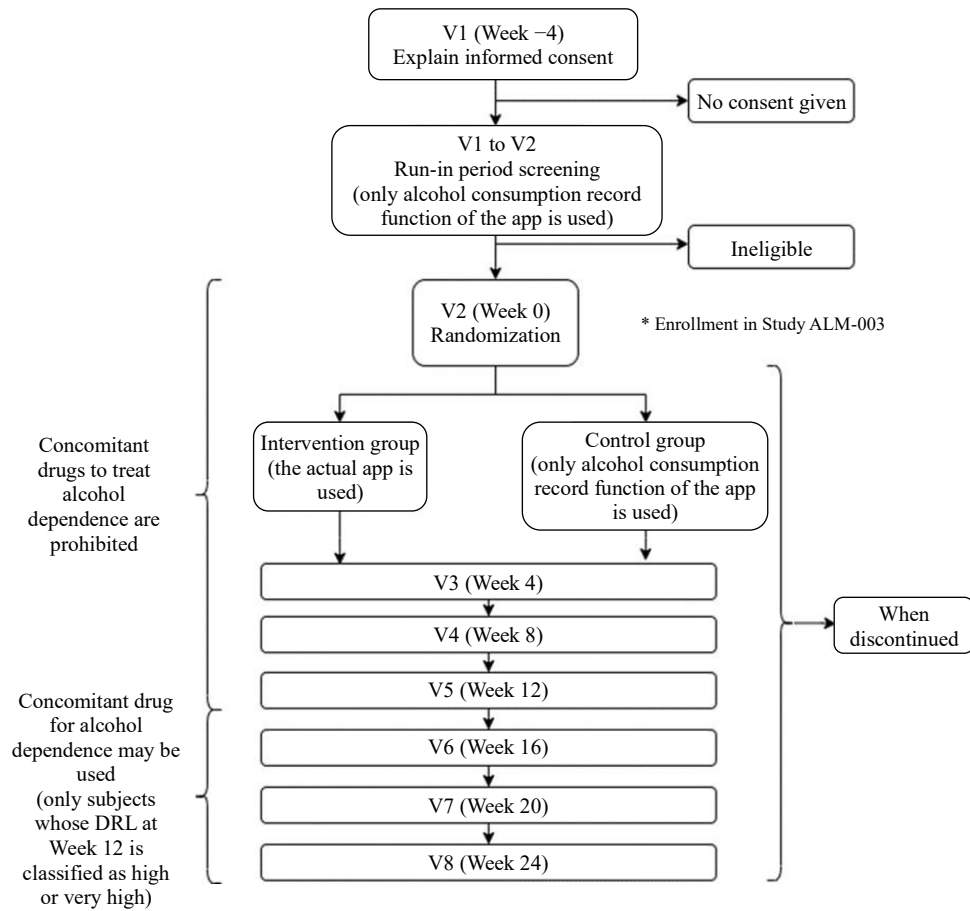 V1 (Week −4)
Explain informed consent
No consent given
V1 to V2
Run-in period screening
(only alcohol consumption record
function of the app is used)
Ineligible
V2 (Week 0)
Randomization
* Enrollment in Study ALM-003
Intervention group
(the actual app is
used)
Control group
(only alcohol consumption
record function of the app
is used)
Concomitant
drugs to treat
alcohol
dependence are
prohibited
V3 (Week 4)
V4 (Week 8)
When
discontinued
V5 (Week 12)
V6 (Week 16)
V7 (Week 20)
V8 (Week 24)
Concomitant drug
for alcohol
dependence may be
used
(only subjects
whose DRL at
Week 12 is
classified as high
or very high)